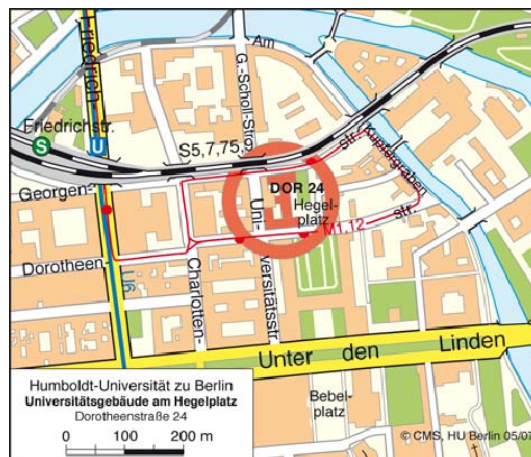 Friedrich-
Am
G.-Scholl-Str.
Friedrichstr.
S
U
S5,7,75,9
Kupfergraben
str.
Georgen-
DOR 24
1
Hegel-
platz
Uni-
versitätsstr.
str.
M1,12
Dorotheen-
U6
Charlotten-
Unter den Linden
Humboldt-Universität zu Berlin
Universitätsgebäude am Hegelplatz
Dorotheenstraße 24
0 100 200 m
Bebel-
platz
© CMS, HU Berlin 05/07